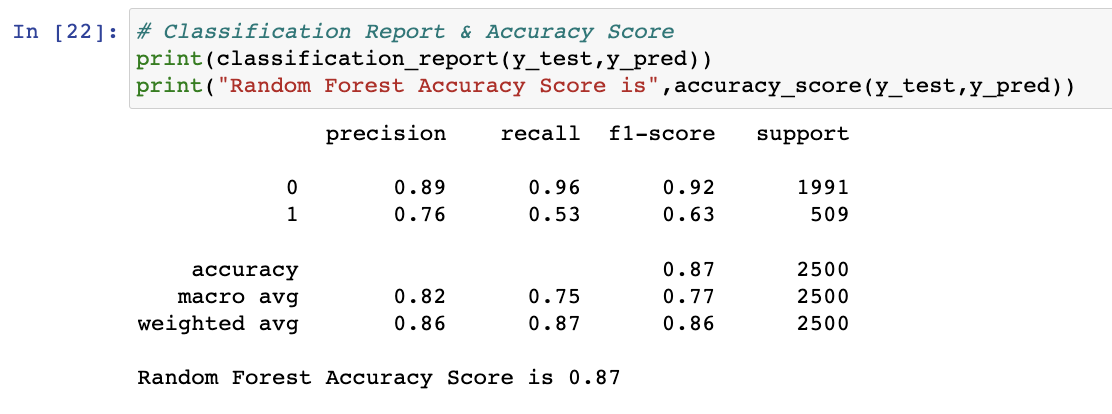 In [22]: # Classification Report & Accuracy Score
print(classification_report(y_test,y_pred))
print("Random Forest Accuracy Score is",accuracy_score(y_test,y_pred))
precision recall f1-score support
0 0.89 0.96 0.92 1991
1 0.76 0.53 0.63 509
accuracy 0.87 2500
macro avg 0.82 0.75 0.77 2500
weighted avg 0.86 0.87 0.86 2500
Random Forest Accuracy Score is 0.87